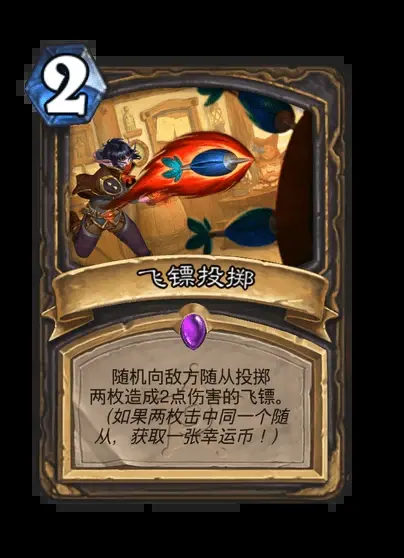 2
飞镖投掷
随机向敌方随从投掷
两枚造成2点伤害的飞镖。
（如果两枚击中同一个随
从，获取一张幸运币！）